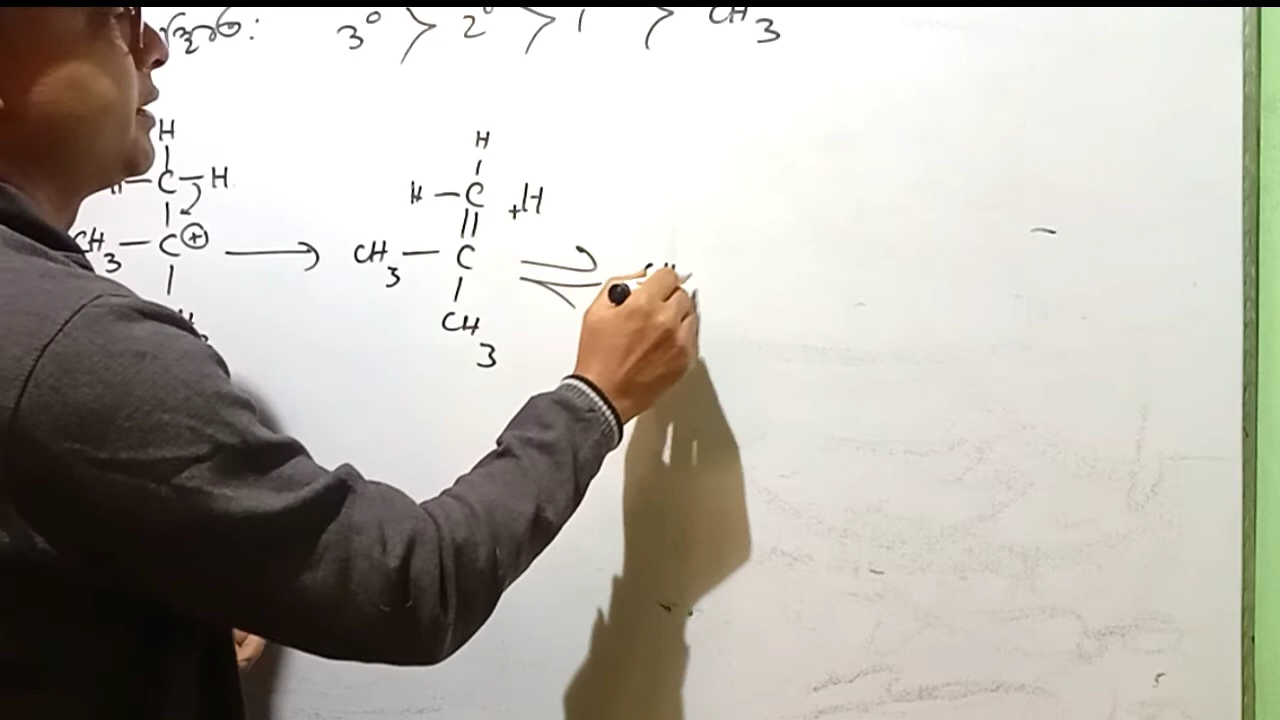 3° > 2° > 1 > CH3
H H
C H H C +H
CH3 C ⊕ → CH3 C ⇌
CH3